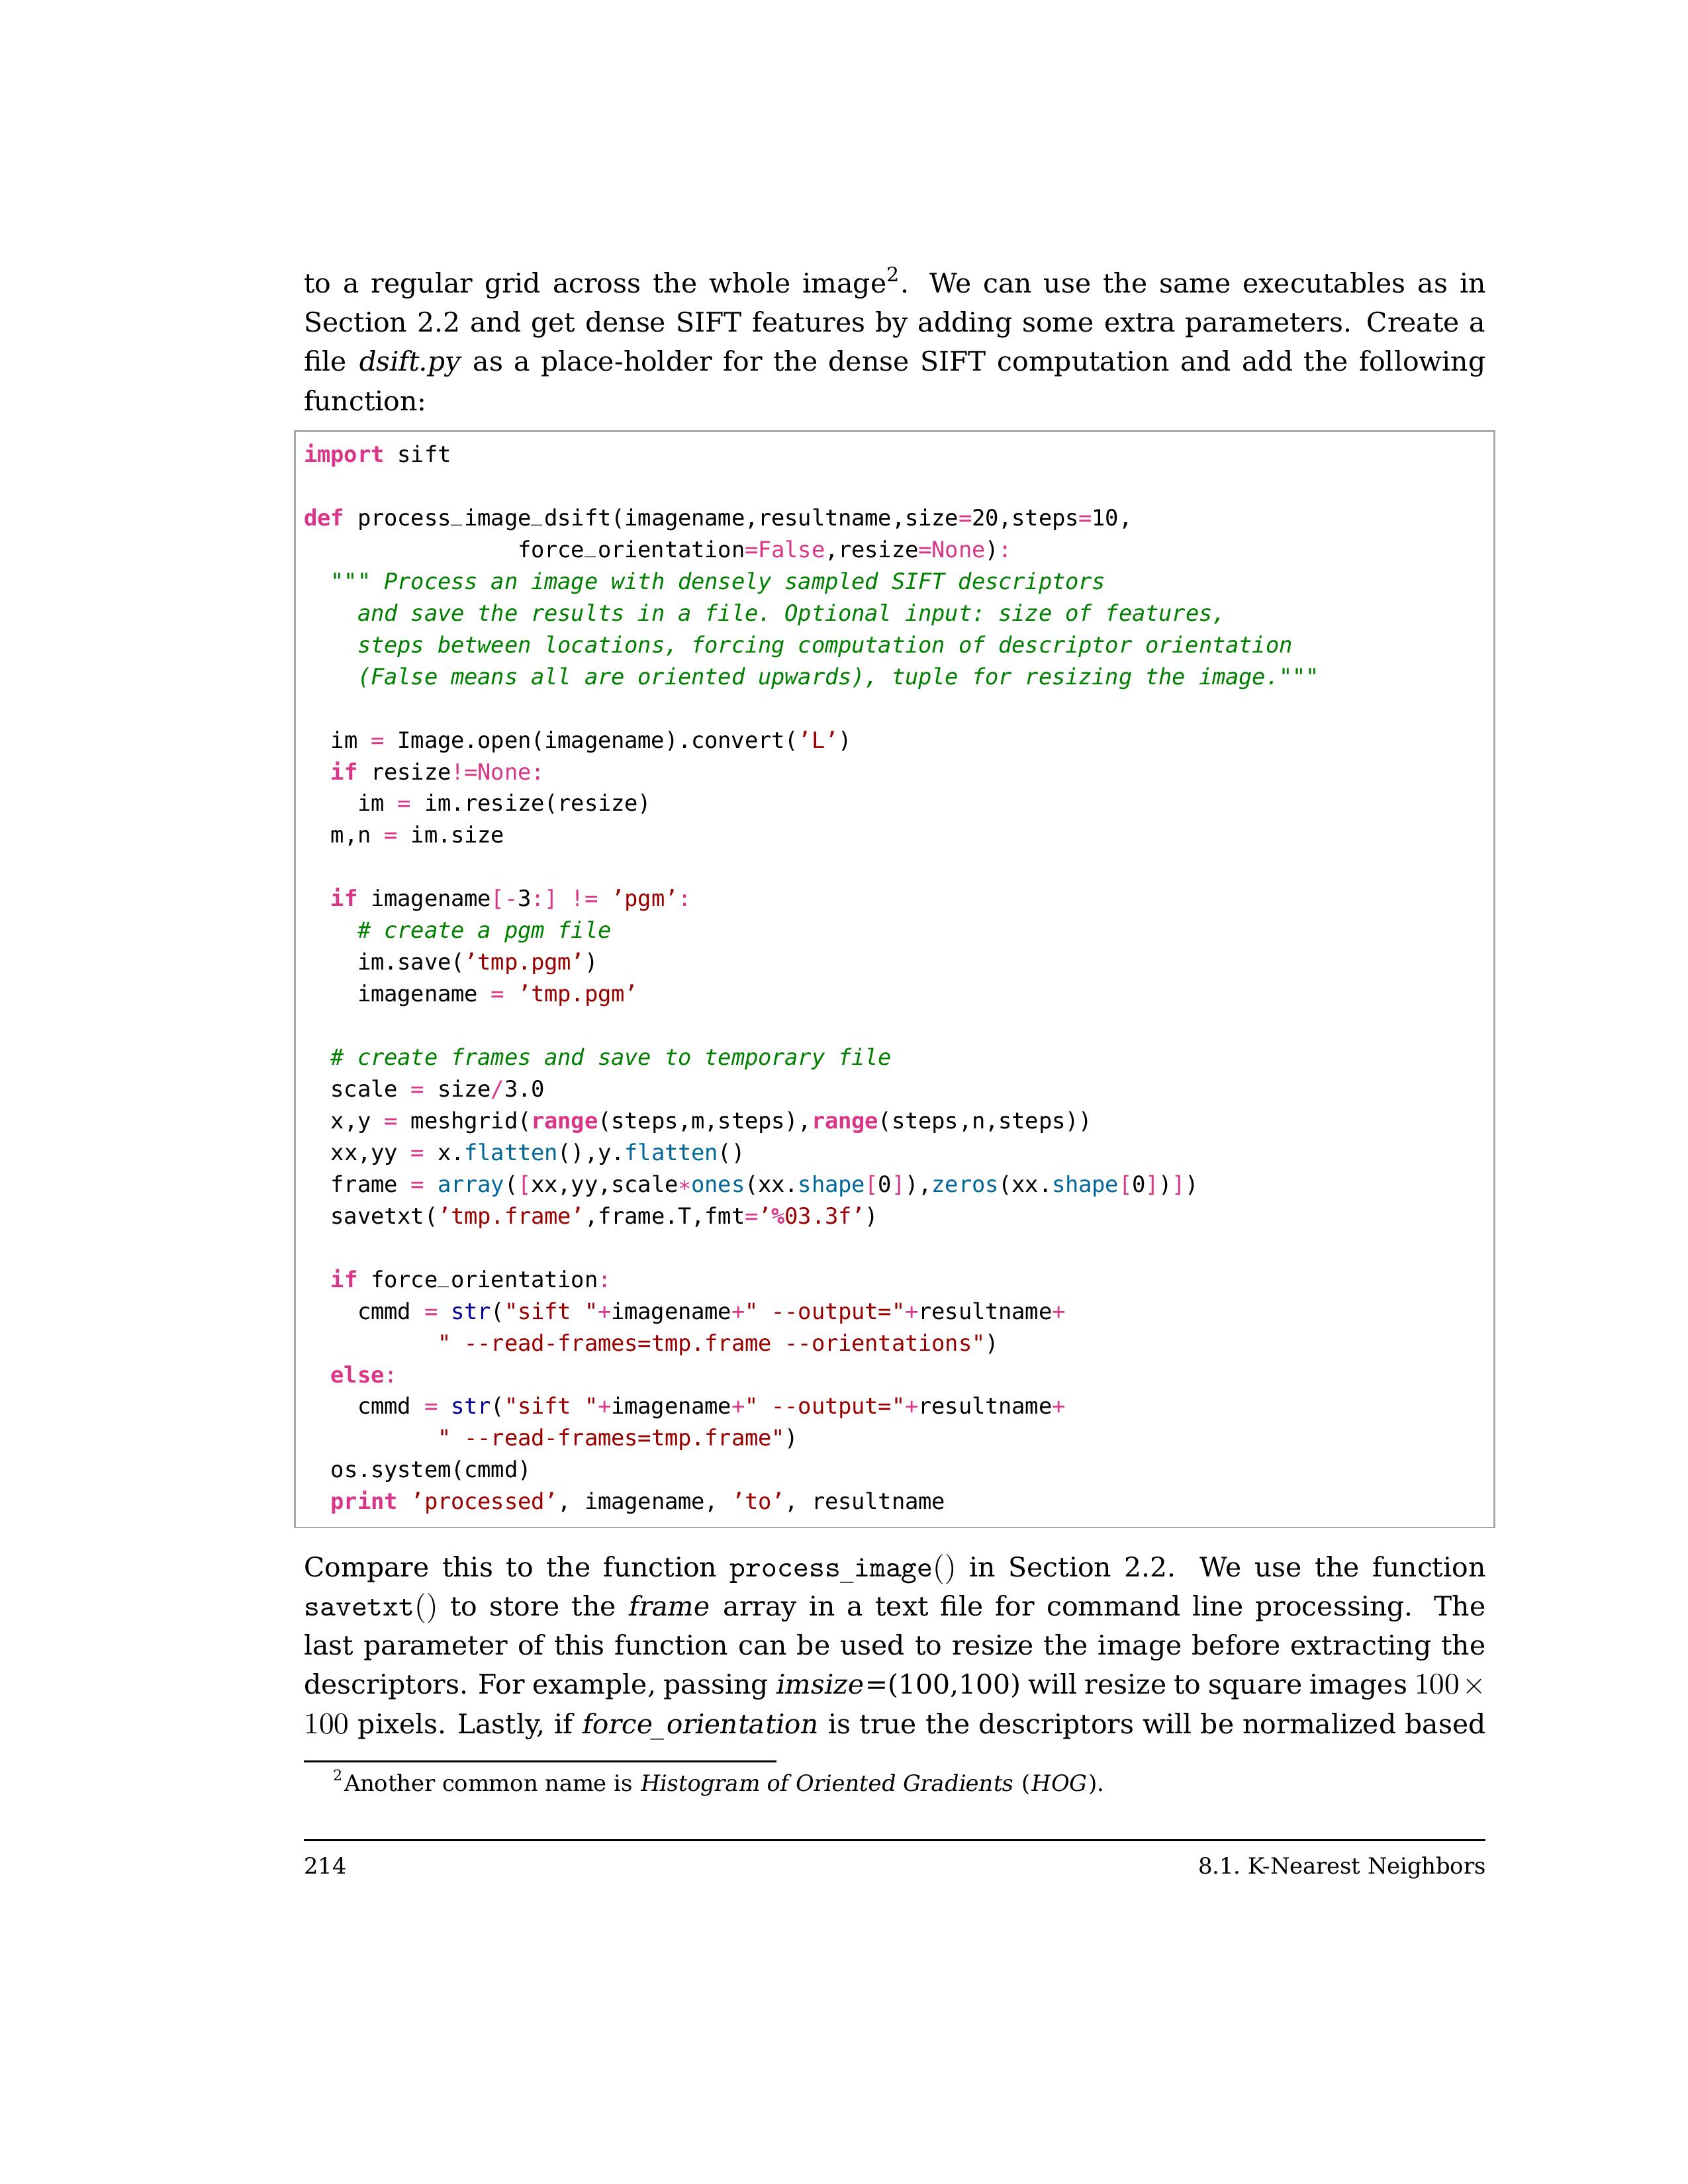 to a regular grid across the whole image2. We can use the same executables as in
Section 2.2 and get dense SIFT features by adding some extra parameters. Create a
file dsift.py as a place-holder for the dense SIFT computation and add the following
function:
import sift
def process_image_dsift(imagename,resultname,size=20,steps=10,
                force_orientation=False,resize=None):
  """ Process an image with densely sampled SIFT descriptors
    and save the results in a file. Optional input: size of features,
    steps between locations, forcing computation of descriptor orientation
    (False means all are oriented upwards), tuple for resizing the image."""
  im = Image.open(imagename).convert(’L’)
  if resize!=None:
    im = im.resize(resize)
  m,n = im.size
  if imagename[-3:] != ’pgm’:
    # create a pgm file
    im.save(’tmp.pgm’)
    imagename = ’tmp.pgm’
  # create frames and save to temporary file
  scale = size/3.0
  x,y = meshgrid(range(steps,m,steps),range(steps,n,steps))
  xx,yy = x.flatten(),y.flatten()
  frame = array([xx,yy,scale*ones(xx.shape[0]),zeros(xx.shape[0])])
  savetxt(’tmp.frame’,frame.T,fmt=’%03.3f’)
  if force_orientation:
    cmmd = str("sift "+imagename+" --output="+resultname+
          " --read-frames=tmp.frame --orientations")
  else:
    cmmd = str("sift "+imagename+" --output="+resultname+
          " --read-frames=tmp.frame")
  os.system(cmmd)
  print ’processed’, imagename, ’to’, resultname
Compare this to the function process_image() in Section 2.2. We use the function
savetxt() to store the frame array in a text file for command line processing. The
last parameter of this function can be used to resize the image before extracting the
descriptors. For example, passing imsize=(100,100) will resize to square images 100×
100 pixels. Lastly, if force_orientation is true the descriptors will be normalized based
2Another common name is Histogram of Oriented Gradients (HOG).
214 8.1. K-Nearest Neighbors